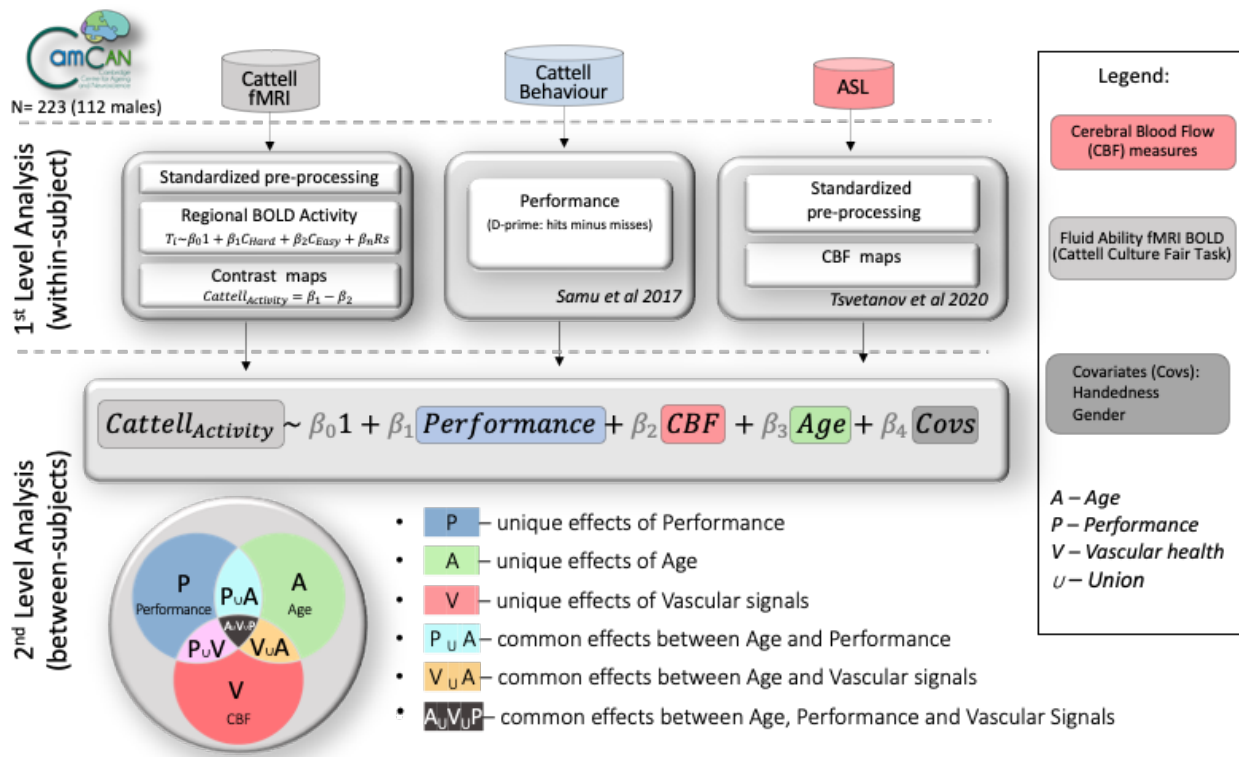 CamCAN
Cambridge
Centre for Ageing
and Neuroscience
N= 223 (112 males)
Cattell
fMRI
Cattell
Behaviour
ASL
1st Level Analysis
(within-subject)
Standardized pre-processing
Regional BOLD Activity
Tᵢ~β₀1 + β₁C_Hard + β₂C_Easy + βₙRs
Contrast maps
Cattell_Activity = β₁ − β₂
Performance
(D-prime: hits minus misses)
Samu et al 2017
Standardized
pre-processing
CBF maps
Tsvetanov et al 2020
2nd Level Analysis
(between-subjects)
Cattell_Activity ~ β₀1 + β₁ Performance + β₂ CBF + β₃ Age + β₄ Covs
P
Performance
P∪A
A
Age
A∪V∪P
P∪V
V∪A
V
CBF
• P – unique effects of Performance
• A – unique effects of Age
• V – unique effects of Vascular signals
• P ∪ A – common effects between Age and Performance
• V ∪ A – common effects between Age and Vascular signals
• A∪V∪P – common effects between Age, Performance and Vascular Signals
Legend:
Cerebral Blood Flow
(CBF) measures
Fluid Ability fMRI BOLD
(Cattell Culture Fair Task)
Covariates (Covs):
Handedness
Gender
A – Age
P – Performance
V – Vascular health
∪ – Union